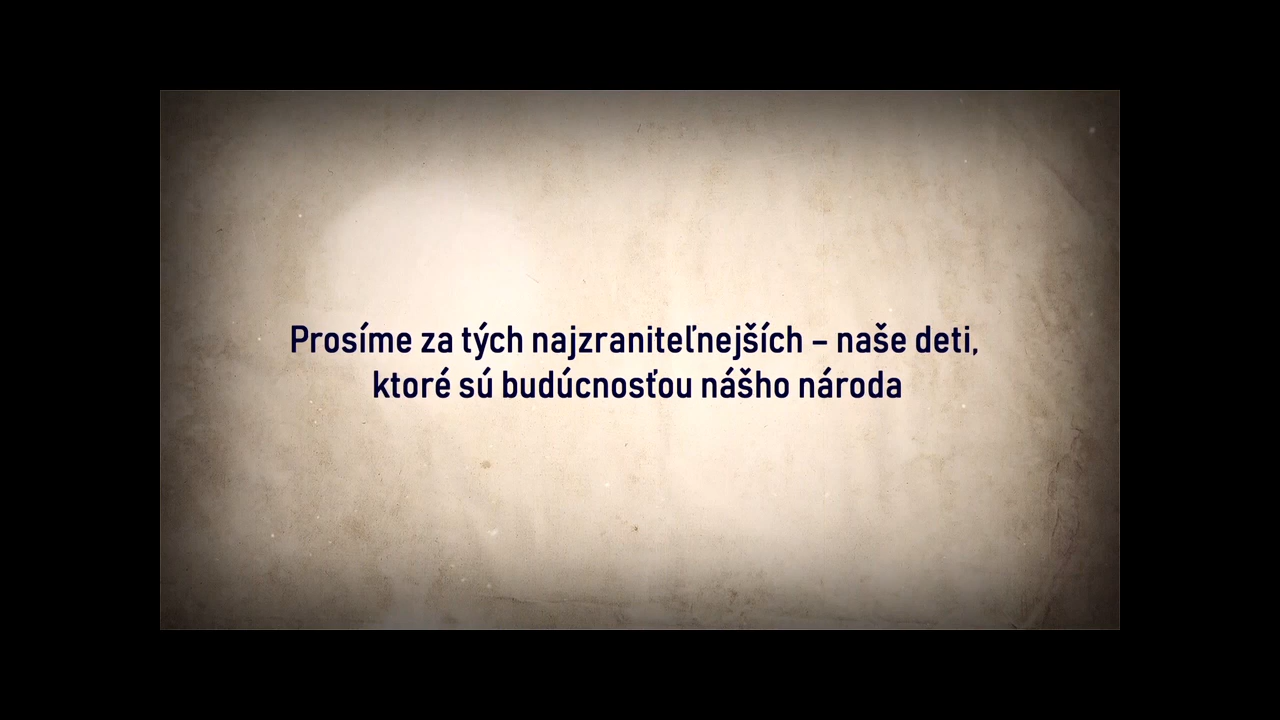 Prosíme za tých najzraniteľnejších – naše deti,
ktoré sú budúcnosťou nášho národa